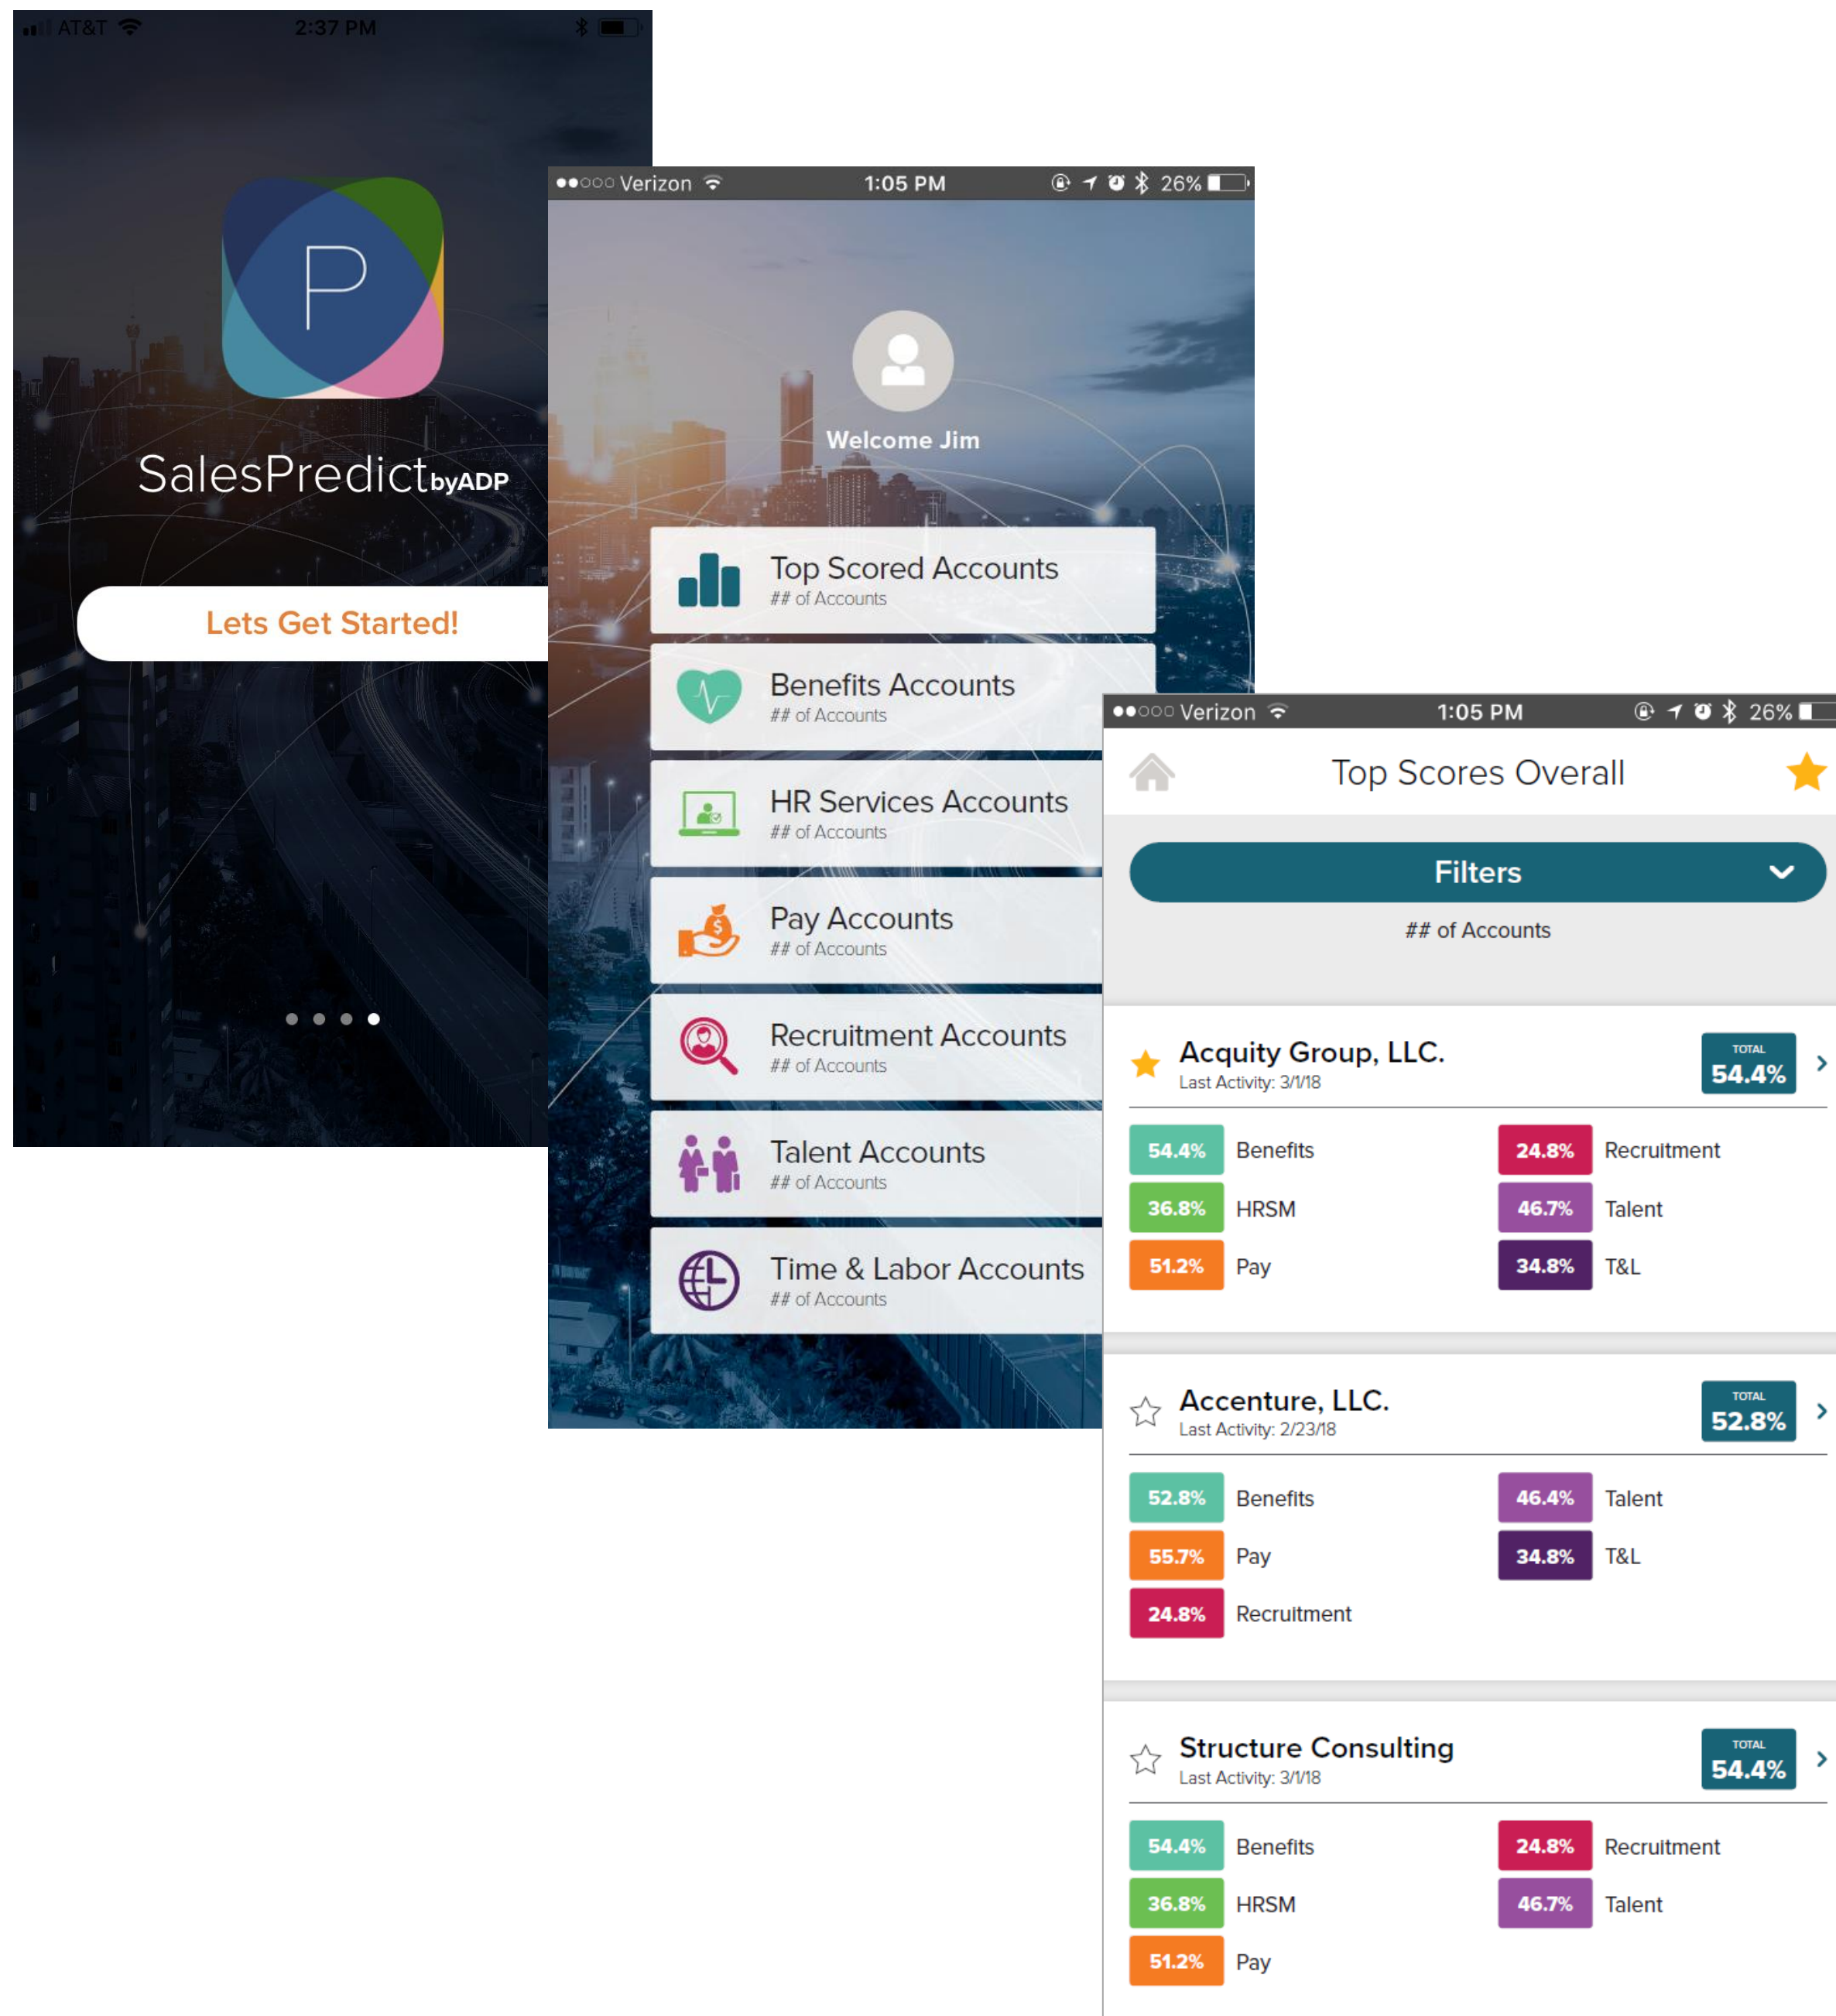 AT&T 2:37 PM
P
SalesPredictbyADP
Lets Get Started!
Verizon 1:05 PM 26%
Welcome Jim
Top Scored Accounts
## of Accounts
Benefits Accounts
## of Accounts
HR Services Accounts
## of Accounts
Pay Accounts
## of Accounts
Recruitment Accounts
## of Accounts
Talent Accounts
## of Accounts
Time & Labor Accounts
## of Accounts
Verizon 1:05 PM 26%
Top Scores Overall
Filters
## of Accounts
Acquity Group, LLC.
Last Activity: 3/1/18
TOTAL
54.4%
54.4% Benefits 24.8% Recruitment
36.8% HRSM 46.7% Talent
51.2% Pay 34.8% T&L
Accenture, LLC.
Last Activity: 2/23/18
TOTAL
52.8%
52.8% Benefits 46.4% Talent
55.7% Pay 34.8% T&L
24.8% Recruitment
Structure Consulting
Last Activity: 3/1/18
TOTAL
54.4%
54.4% Benefits 24.8% Recruitment
36.8% HRSM 46.7% Talent
51.2% Pay